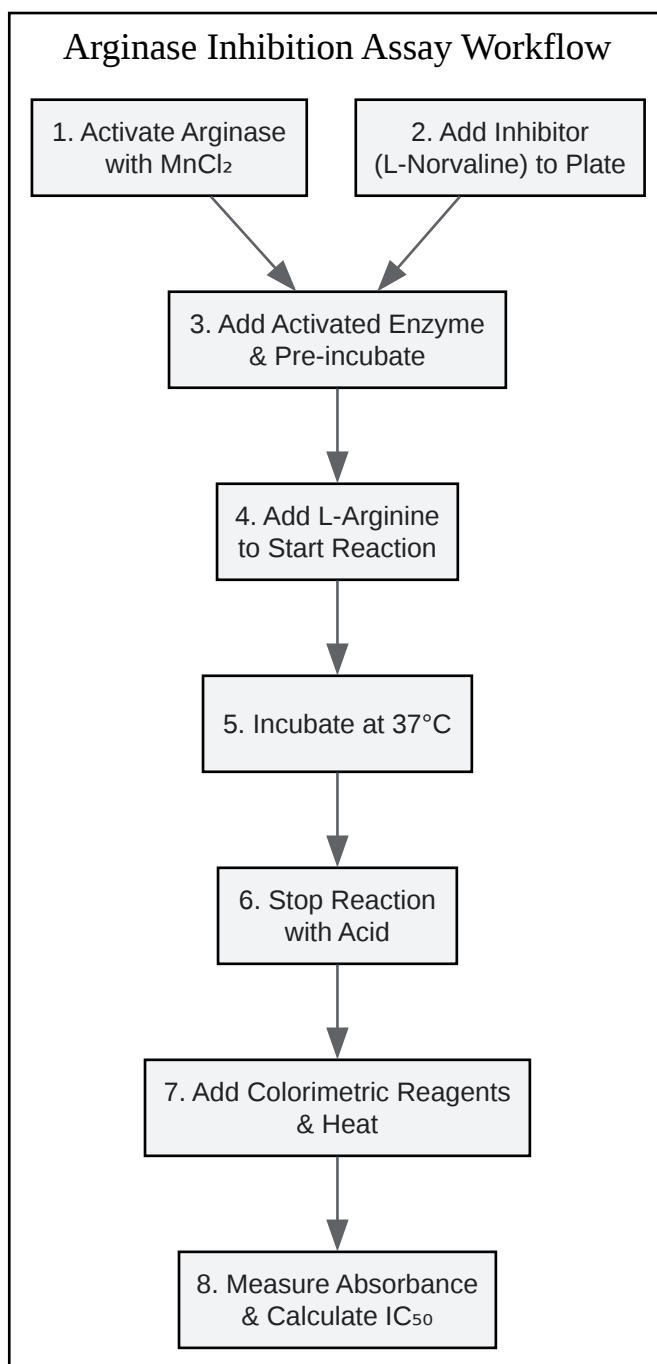 Arginase Inhibition Assay Workflow
1. Activate Arginase
with MnCl₂
2. Add Inhibitor
(L-Norvaline) to Plate
3. Add Activated Enzyme
& Pre-incubate
4. Add L-Arginine
to Start Reaction
5. Incubate at 37°C
6. Stop Reaction
with Acid
7. Add Colorimetric Reagents
& Heat
8. Measure Absorbance
& Calculate IC₅₀